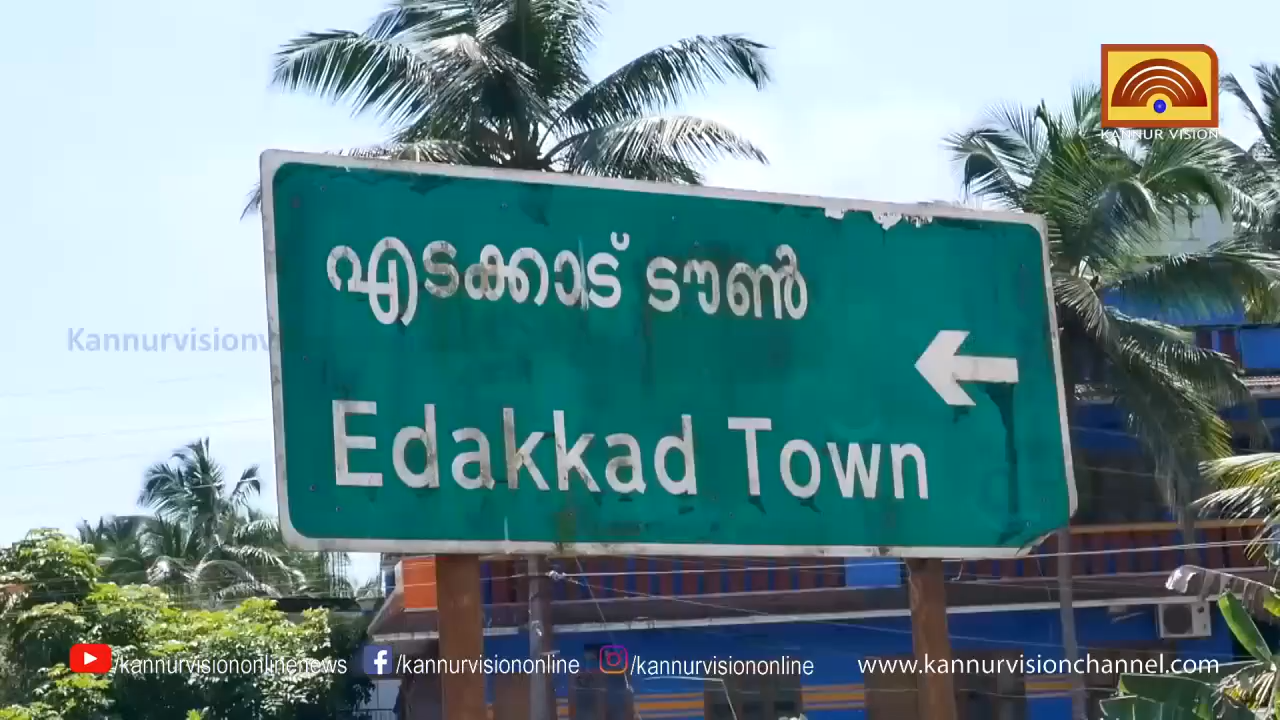 KANNUR VISION
എടക്കാട് ടൗൺ
Kannurvisionv
Edakkad Town
/kannurvisiononlinenews /kannurvisiononline /kannurvisiononline www.kannurvisionchannel.com